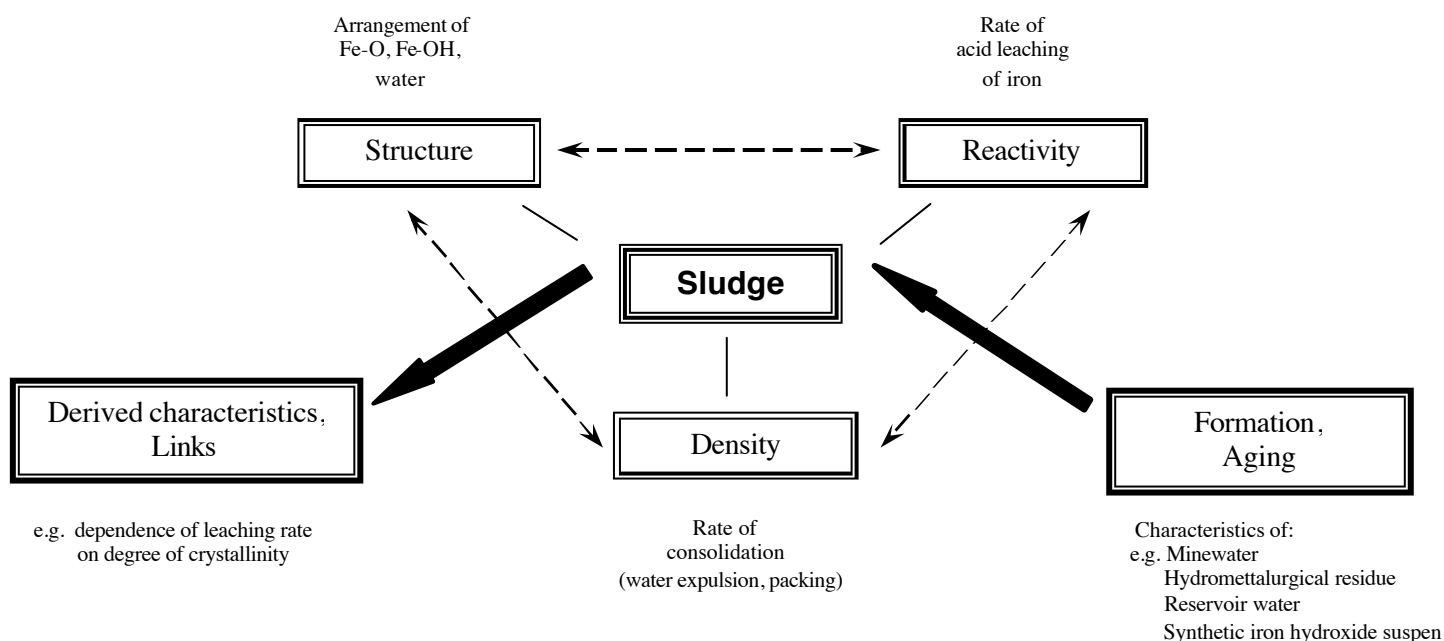 Arrangement of
Fe-O, Fe-OH,
water
Rate of
acid leaching
of iron
Structure
Reactivity
Sludge
Derived characteristics,
Links
Density
Formation,
Aging
e.g. dependence of leaching rate
on degree of crystallinity
Rate of
consolidation
(water expulsion, packing)
Characteristics of:
e.g. Minewater
Hydromettalurgical residue
Reservoir water
Synthetic iron hydroxide suspen